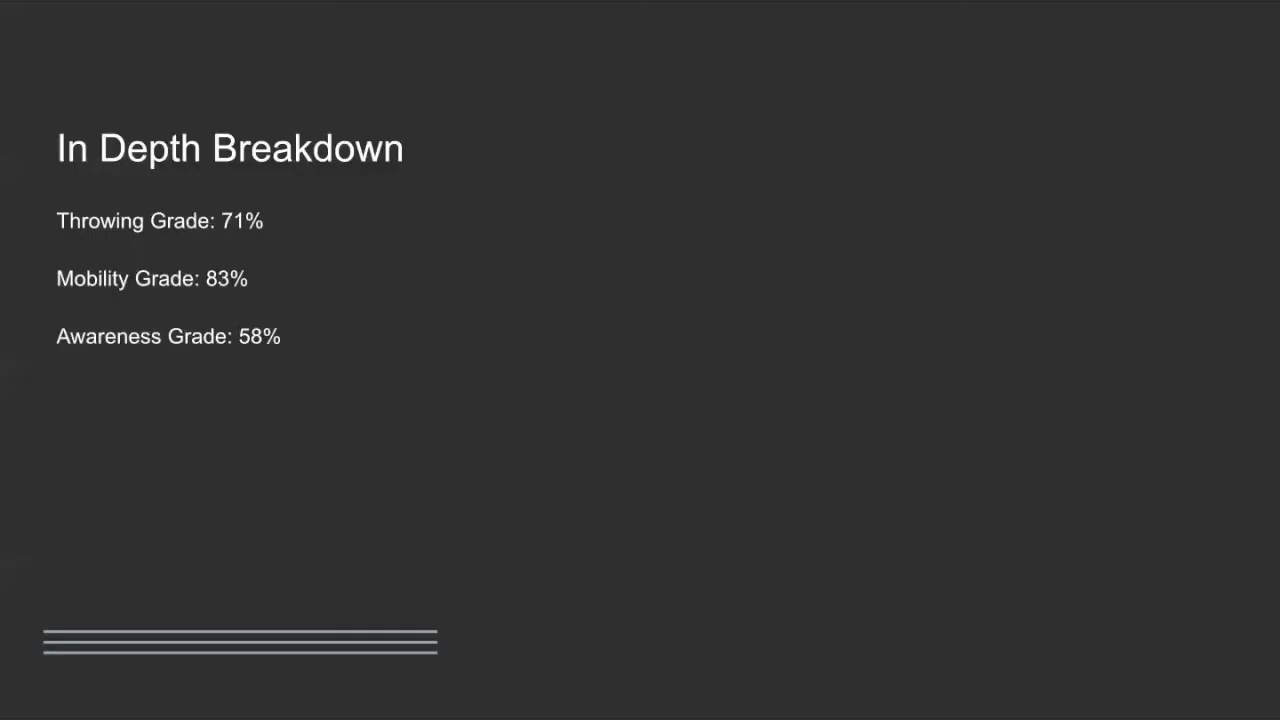 In Depth Breakdown
Throwing Grade: 71%
Mobility Grade: 83%
Awareness Grade: 58%